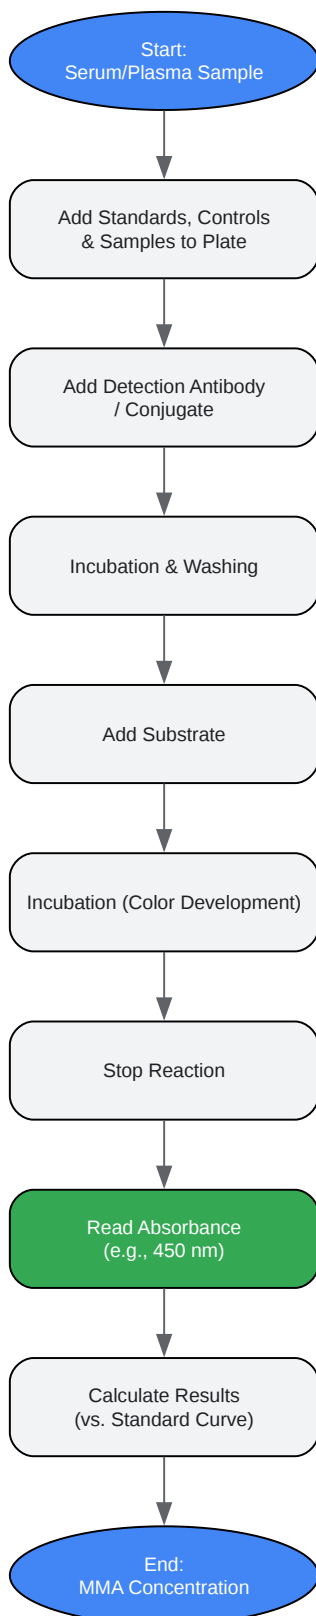 Start:
Serum/Plasma Sample
Add Standards, Controls
& Samples to Plate
Add Detection Antibody
/ Conjugate
Incubation & Washing
Add Substrate
Incubation (Color Development)
Stop Reaction
Read Absorbance
(e.g., 450 nm)
Calculate Results
(vs. Standard Curve)
End:
MMA Concentration